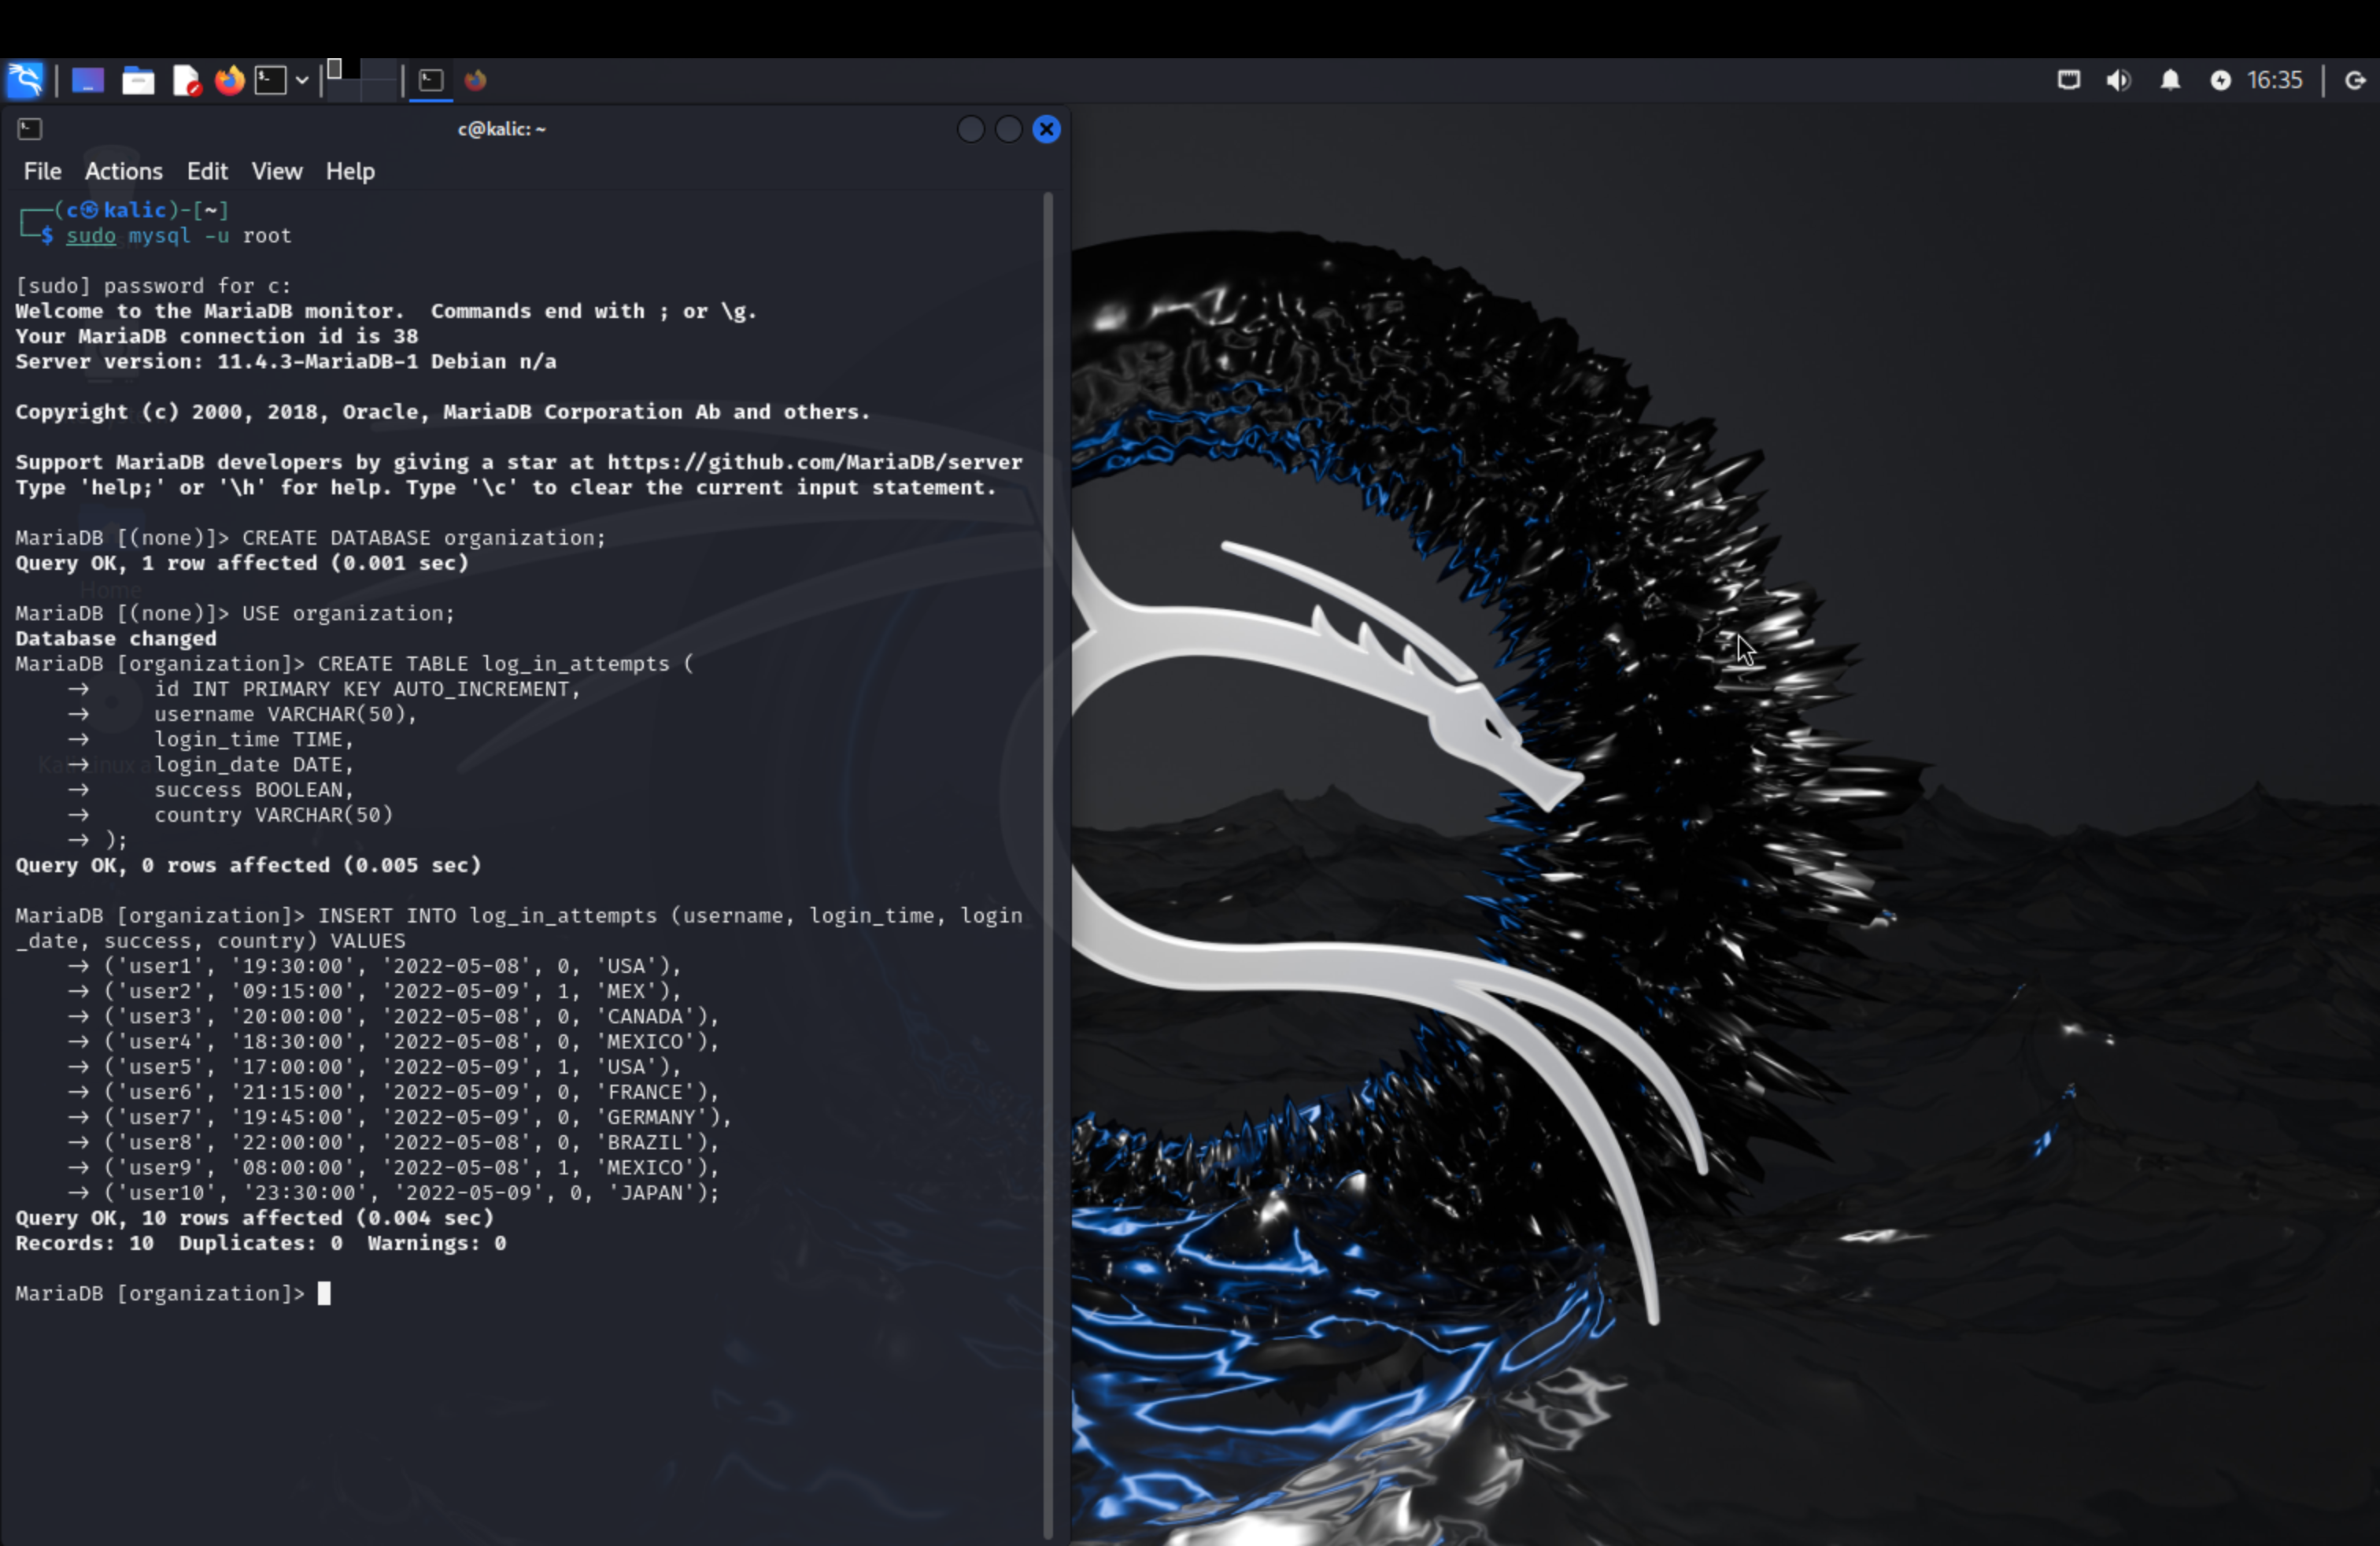 16:35
c@kalic: ~
File Actions Edit View Help
┌──(c㉿kalic)-[~]
└─$ sudo mysql -u root
[sudo] password for c:
Welcome to the MariaDB monitor.  Commands end with ; or \g.
Your MariaDB connection id is 38
Server version: 11.4.3-MariaDB-1 Debian n/a
Copyright (c) 2000, 2018, Oracle, MariaDB Corporation Ab and others.
Support MariaDB developers by giving a star at https://github.com/MariaDB/server
Type 'help;' or '\h' for help. Type '\c' to clear the current input statement.
MariaDB [(none)]> CREATE DATABASE organization;
Query OK, 1 row affected (0.001 sec)
Home
MariaDB [(none)]> USE organization;
Database changed
MariaDB [organization]> CREATE TABLE log_in_attempts (
    →     id INT PRIMARY KEY AUTO_INCREMENT,
    →     username VARCHAR(50),
    →     login_time TIME,
    →     login_date DATE,
    →     success BOOLEAN,
    →     country VARCHAR(50)
    → );
Query OK, 0 rows affected (0.005 sec)
MariaDB [organization]> INSERT INTO log_in_attempts (username, login_time, login
_date, success, country) VALUES
    → ('user1', '19:30:00', '2022-05-08', 0, 'USA'),
    → ('user2', '09:15:00', '2022-05-09', 1, 'MEX'),
    → ('user3', '20:00:00', '2022-05-08', 0, 'CANADA'),
    → ('user4', '18:30:00', '2022-05-08', 0, 'MEXICO'),
    → ('user5', '17:00:00', '2022-05-09', 1, 'USA'),
    → ('user6', '21:15:00', '2022-05-09', 0, 'FRANCE'),
    → ('user7', '19:45:00', '2022-05-09', 0, 'GERMANY'),
    → ('user8', '22:00:00', '2022-05-08', 0, 'BRAZIL'),
    → ('user9', '08:00:00', '2022-05-08', 1, 'MEXICO'),
    → ('user10', '23:30:00', '2022-05-09', 0, 'JAPAN');
Query OK, 10 rows affected (0.004 sec)
Records: 10  Duplicates: 0  Warnings: 0
MariaDB [organization]>